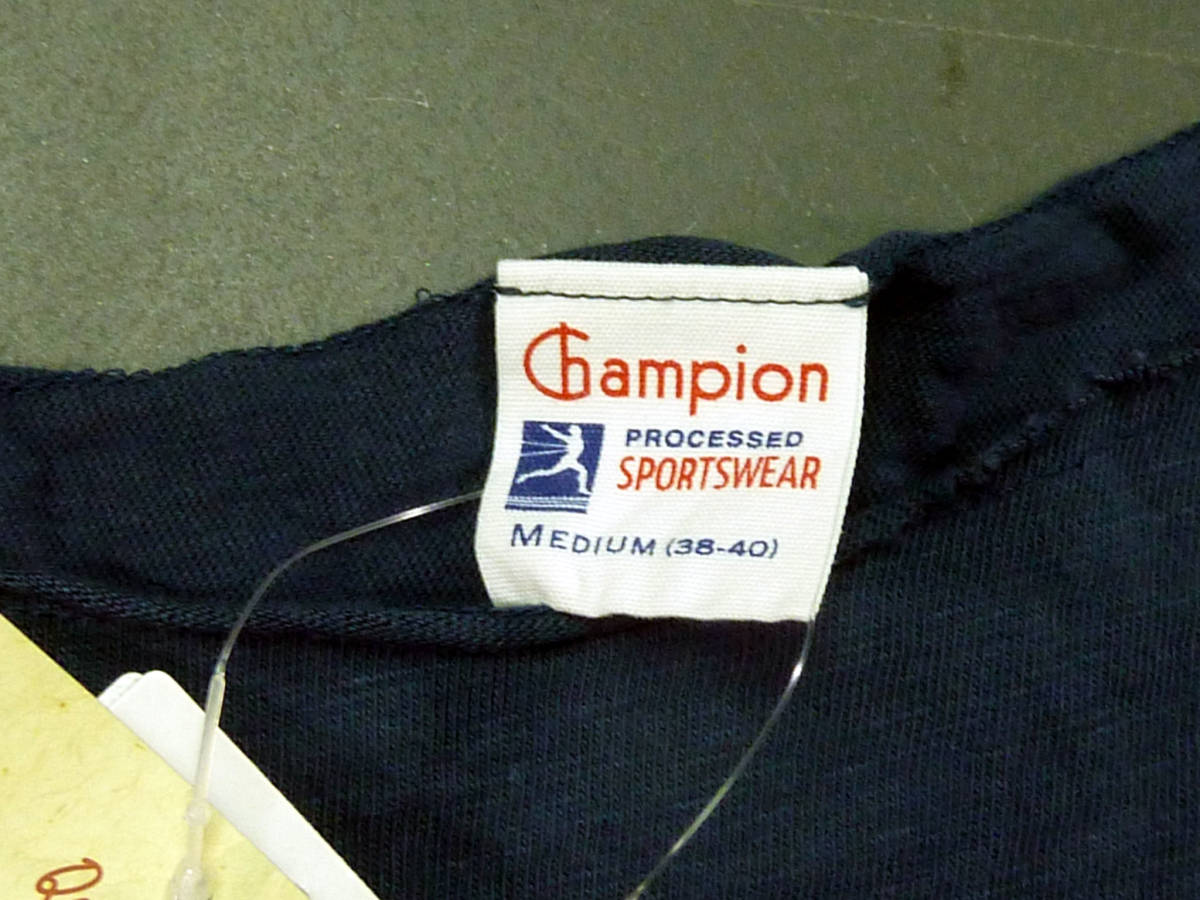 Champion
PROCESSED
SPORTSWEAR
MEDIUM (38-40)